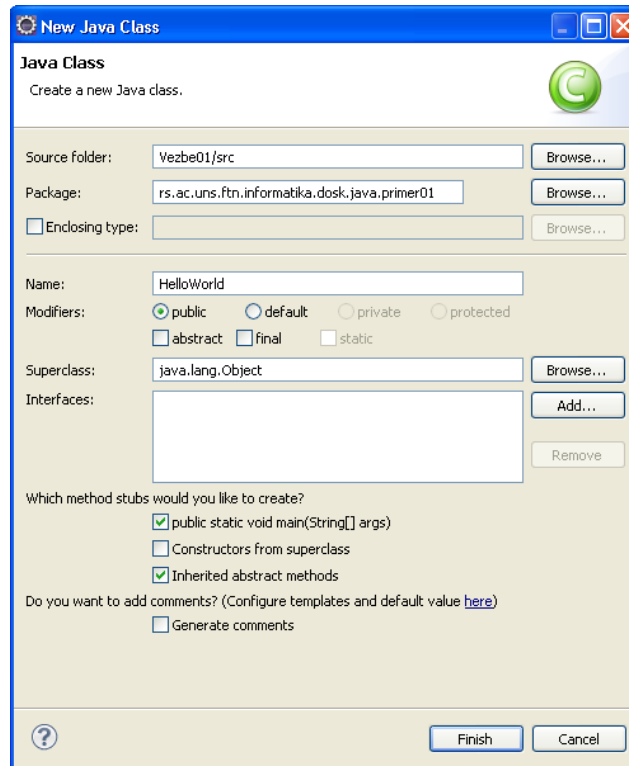 New Java Class
Java Class
Create a new Java class.
Source folder: Vezbe01/src Browse...
Package: rs.ac.uns.ftn.informatika.dosk.java.primer01 Browse...
Enclosing type: Browse...
Name: HelloWorld
Modifiers: public default private protected
abstract final static
Superclass: java.lang.Object Browse...
Interfaces: Add...
Remove
Which method stubs would you like to create?
public static void main(String[] args)
Constructors from superclass
Inherited abstract methods
Do you want to add comments? (Configure templates and default value here)
Generate comments
Finish Cancel